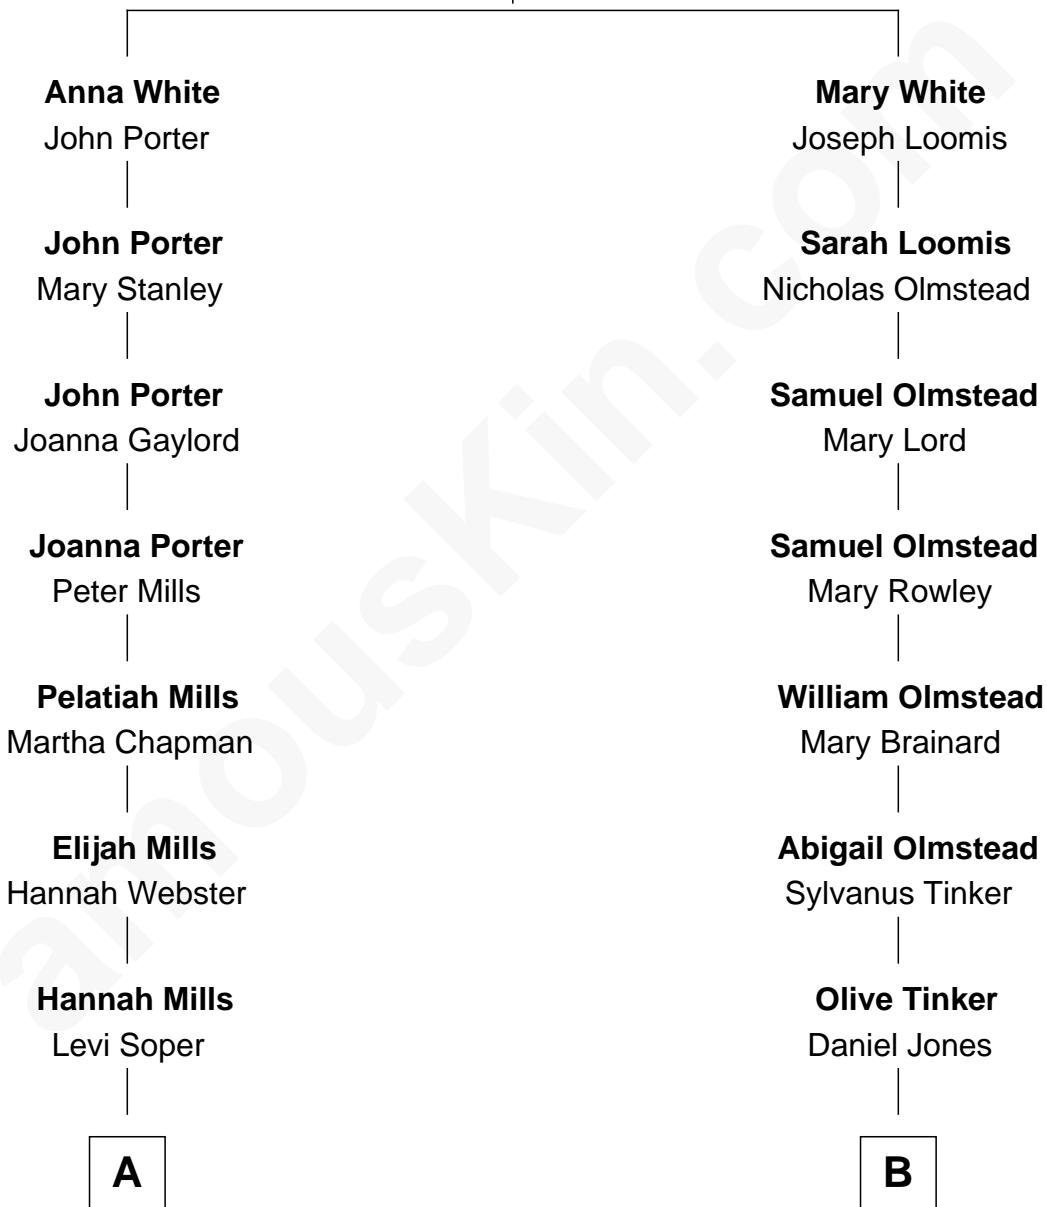 Anna White
John Porter
John Porter
Mary Stanley
John Porter
Joanna Gaylord
Joanna Porter
Peter Mills
Pelatiah Mills
Martha Chapman
Elijah Mills
Hannah Webster
Hannah Mills
Levi Soper
A
Mary White
Joseph Loomis
Sarah Loomis
Nicholas Olmstead
Samuel Olmstead
Mary Lord
Samuel Olmstead
Mary Rowley
William Olmstead
Mary Brainard
Abigail Olmstead
Sylvanus Tinker
Olive Tinker
Daniel Jones
B
amousKin.com